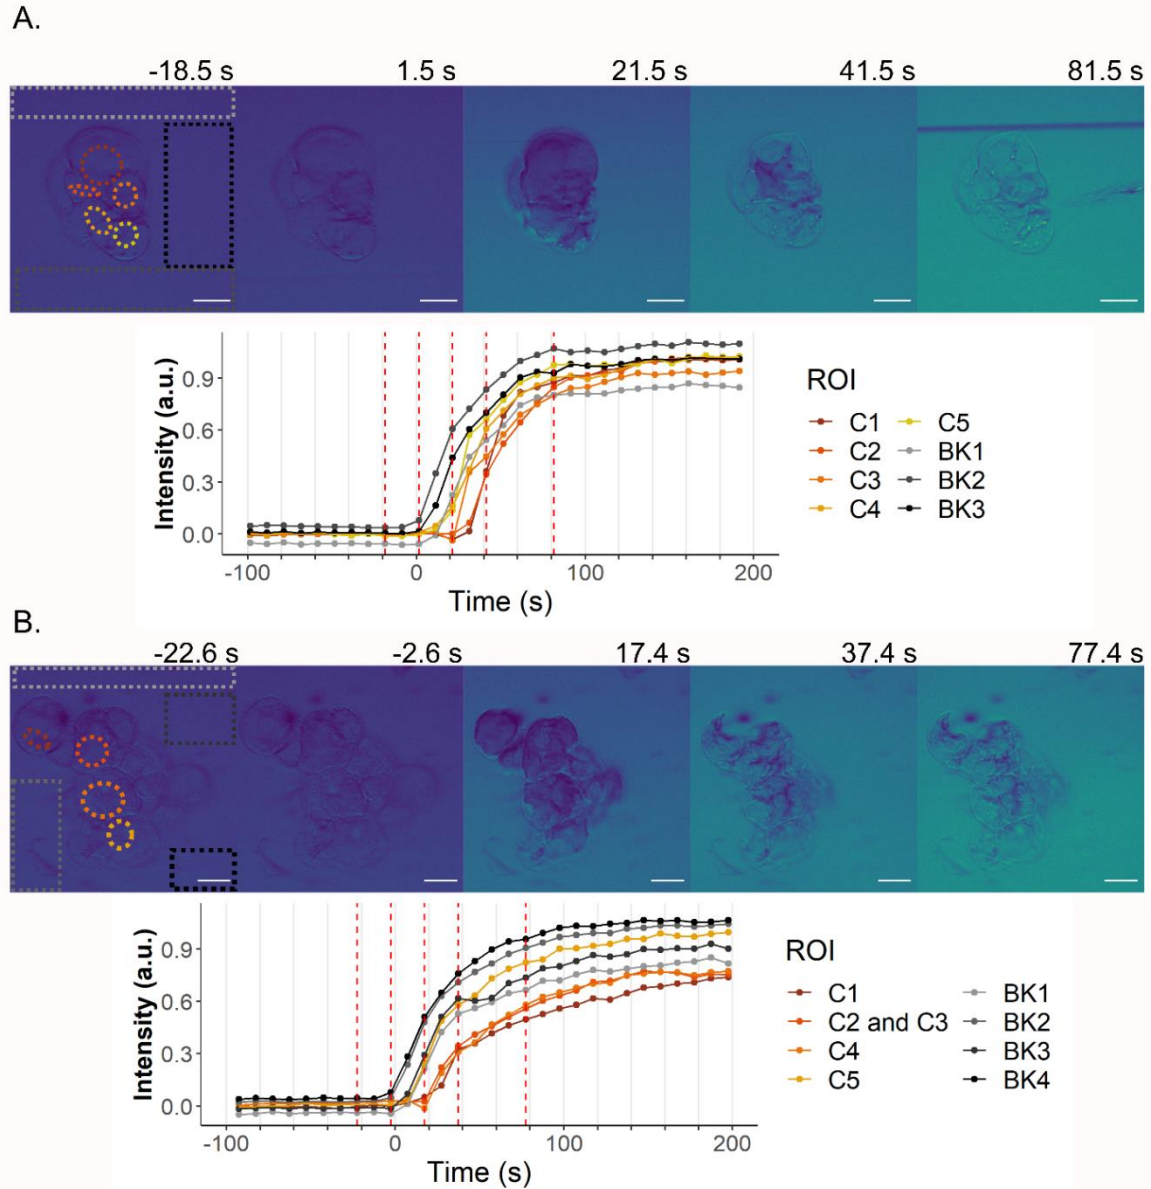 A.
-18.5 s 1.5 s 21.5 s 41.5 s 81.5 s
Intensity (a.u.)
0.9
0.6
0.3
0.0
-100 0 100 200
Time (s)
ROI
C1 C5
C2 BK1
C3 BK2
C4 BK3
B.
-22.6 s -2.6 s 17.4 s 37.4 s 77.4 s
Intensity (a.u.)
0.9
0.6
0.3
0.0
-100 0 100 200
Time (s)
ROI
C1 BK1
C2 and C3 BK2
C4 BK3
C5 BK4